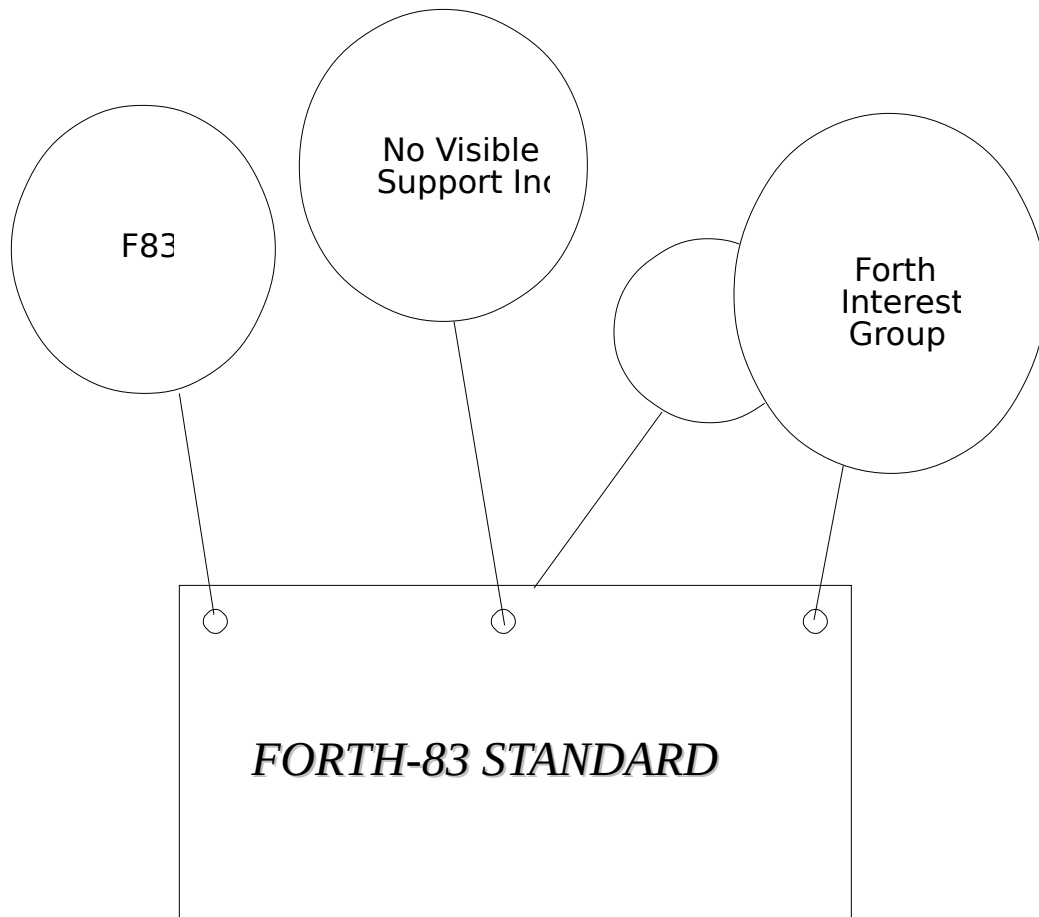 F83
No Visible
Support Inc
Forth
Interest
Group
FORTH-83 STANDARD